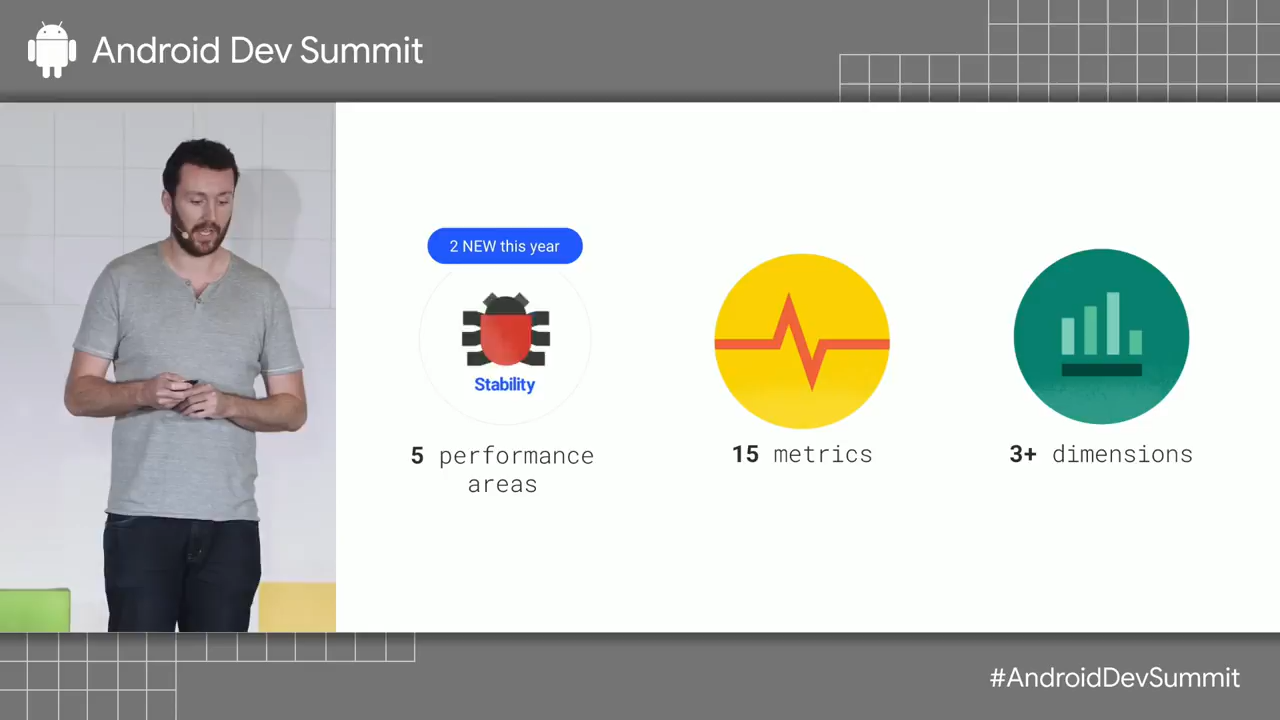 Android Dev Summit
2 NEW this year
Stability
5 performance
areas
15 metrics
3+ dimensions
#AndroidDevSummit